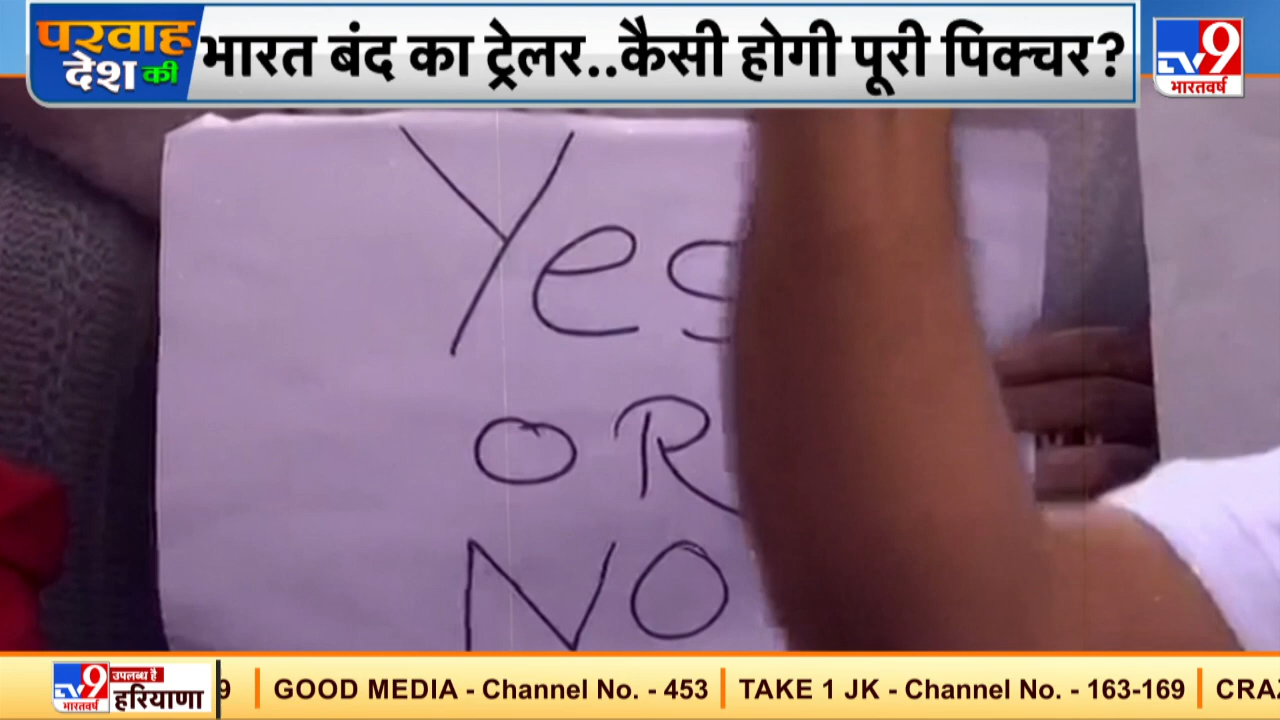 परवाह
देश की
भारत बंद का ट्रेलर..कैसी होगी पूरी पिक्चर?
TV9
भारतवर्ष
Yes
OR
NO
TV9
भारतवर्ष
उपलब्ध है
हरियाणा
9 | GOOD MEDIA - Channel No. - 453 | TAKE 1 JK - Channel No. - 163-169 |